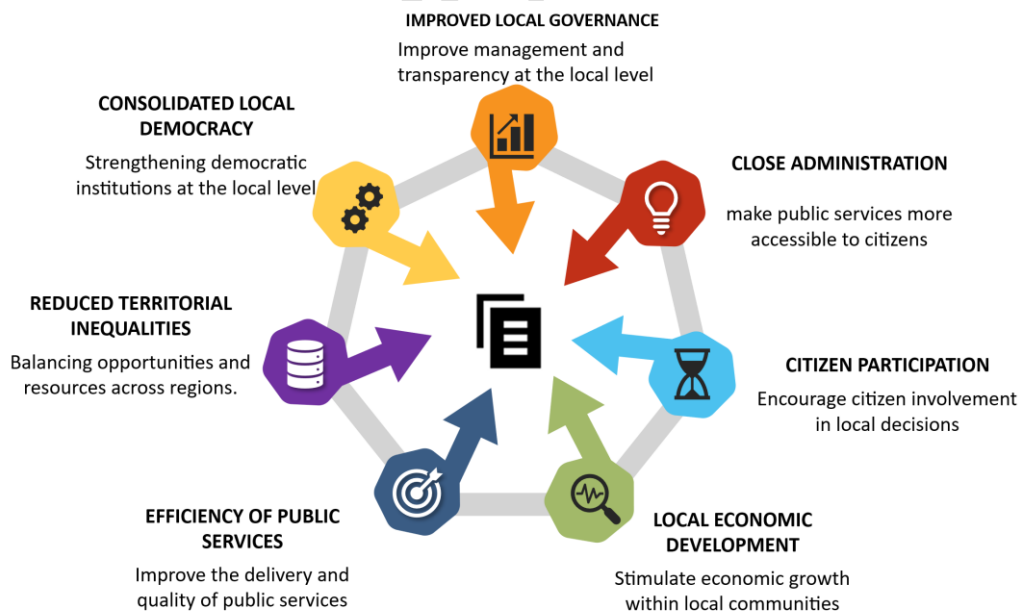 IMPROVED LOCAL GOVERNANCE
Improve management and
transparency at the local level
CLOSE ADMINISTRATION
make public services more
accessible to citizens
CITIZEN PARTICIPATION
Encourage citizen involvement
in local decisions
LOCAL ECONOMIC
DEVELOPMENT
Stimulate economic growth
within local communities
EFFICIENCY OF PUBLIC
SERVICES
Improve the delivery and
quality of public services
REDUCED TERRITORIAL
INEQUALITIES
Balancing opportunities and
resources across regions.
CONSOLIDATED LOCAL
DEMOCRACY
Strengthening democratic
institutions at the local level